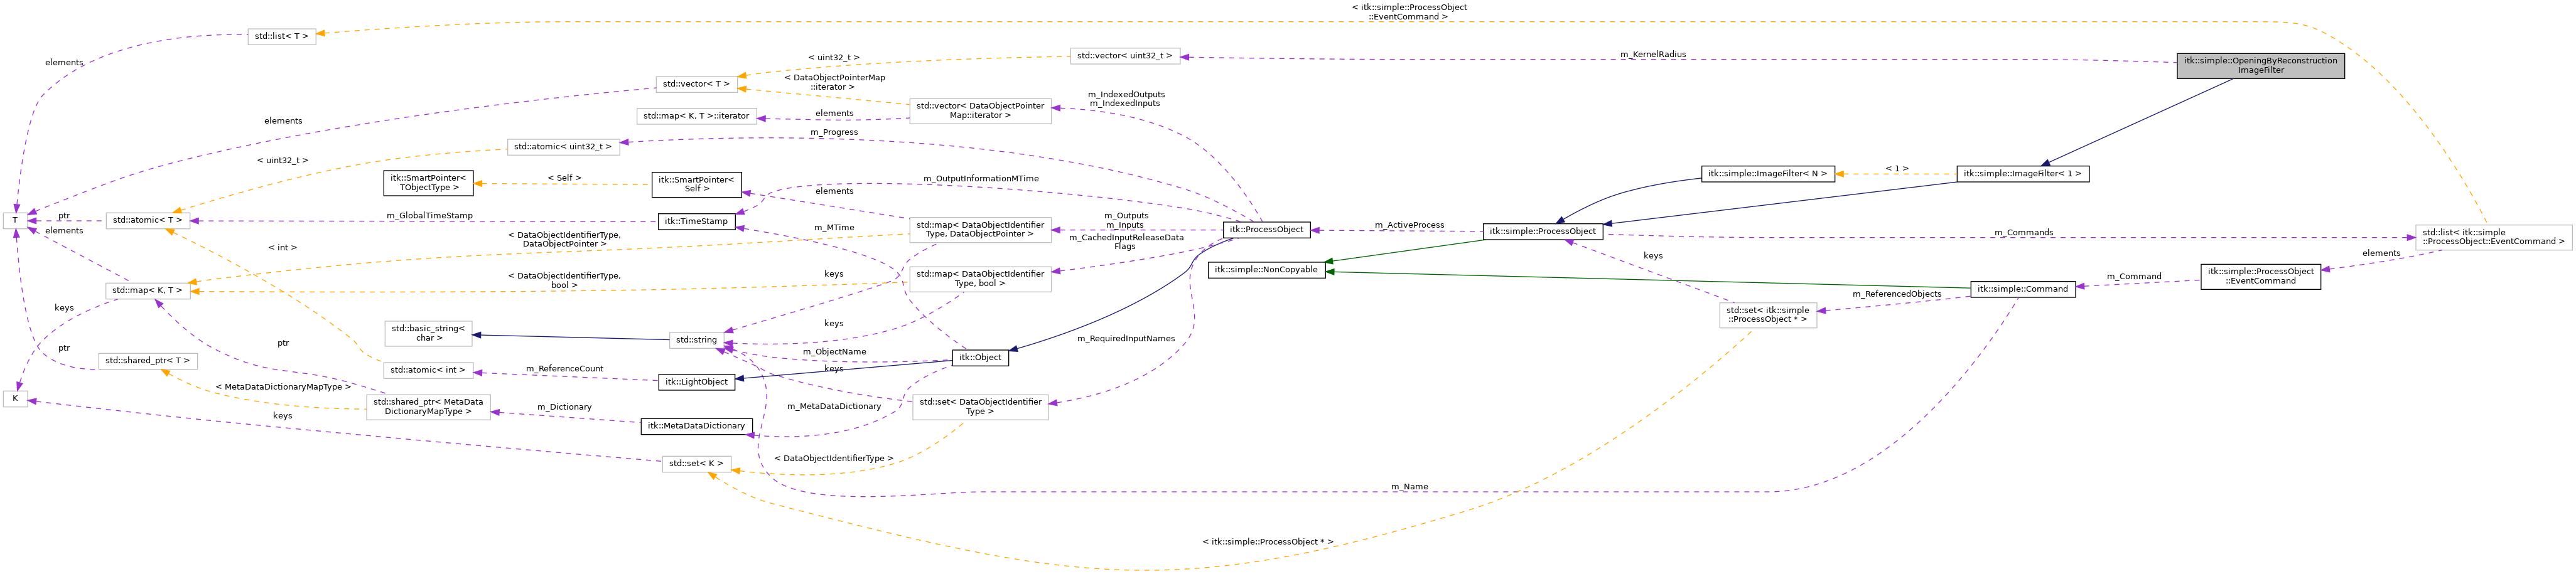 < itk::simple::ProcessObject
::EventCommand >
std::list< T >
elements
std::vector< uint32_t >
< uint32_t >
m_KernelRadius
itk::simple::OpeningByReconstruction
ImageFilter
std::vector< T >
< DataObjectPointerMap
::iterator >
std::vector< DataObjectPointer
Map::iterator >
m_IndexedOutputs
m_IndexedInputs
std::map< K, T >::iterator
elements
elements
m_Progress
std::atomic< uint32_t >
< uint32_t >
itk::SmartPointer<
TObjectType >
< Self >
itk::SmartPointer<
Self >
m_OutputInformationMTime
elements
itk::simple::ImageFilter< N >
< 1 >
itk::simple::ImageFilter< 1 >
T
ptr
elements
std::atomic< T >
m_GlobalTimeStamp
itk::TimeStamp
m_MTime
std::map< DataObjectIdentifier
Type, DataObjectPointer >
m_Outputs
m_Inputs
itk::ProcessObject
m_ActiveProcess
itk::simple::ProcessObject
m_Commands
std::list< itk::simple
::ProcessObject::EventCommand >
< int >
< DataObjectIdentifierType,
DataObjectPointer >
m_CachedInputReleaseData
Flags
keys
elements
std::map< K, T >
< DataObjectIdentifierType,
bool >
keys
std::map< DataObjectIdentifier
Type, bool >
itk::simple::NonCopyable
m_Command
itk::simple::ProcessObject
::EventCommand
itk::simple::Command
m_ReferencedObjects
std::set< itk::simple
::ProcessObject * >
keys
std::basic_string<
char >
std::string
keys
m_RequiredInputNames
ptr
ptr
std::shared_ptr< T >
std::atomic< int >
m_ReferenceCount
itk::LightObject
m_ObjectName
itk::Object
keys
< MetaDataDictionaryMapType >
K
std::shared_ptr< MetaData
DictionaryMapType >
m_Dictionary
itk::MetaDataDictionary
m_MetaDataDictionary
std::set< DataObjectIdentifier
Type >
keys
std::set< K >
< DataObjectIdentifierType >
m_Name
< itk::simple::ProcessObject * >